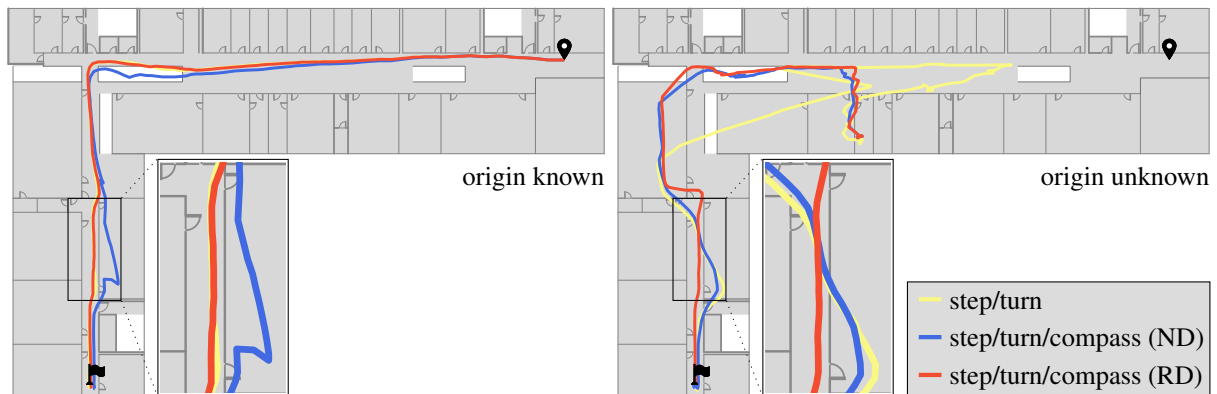 origin known
origin unknown
step/turn
step/turn/compass (ND)
step/turn/compass (RD)